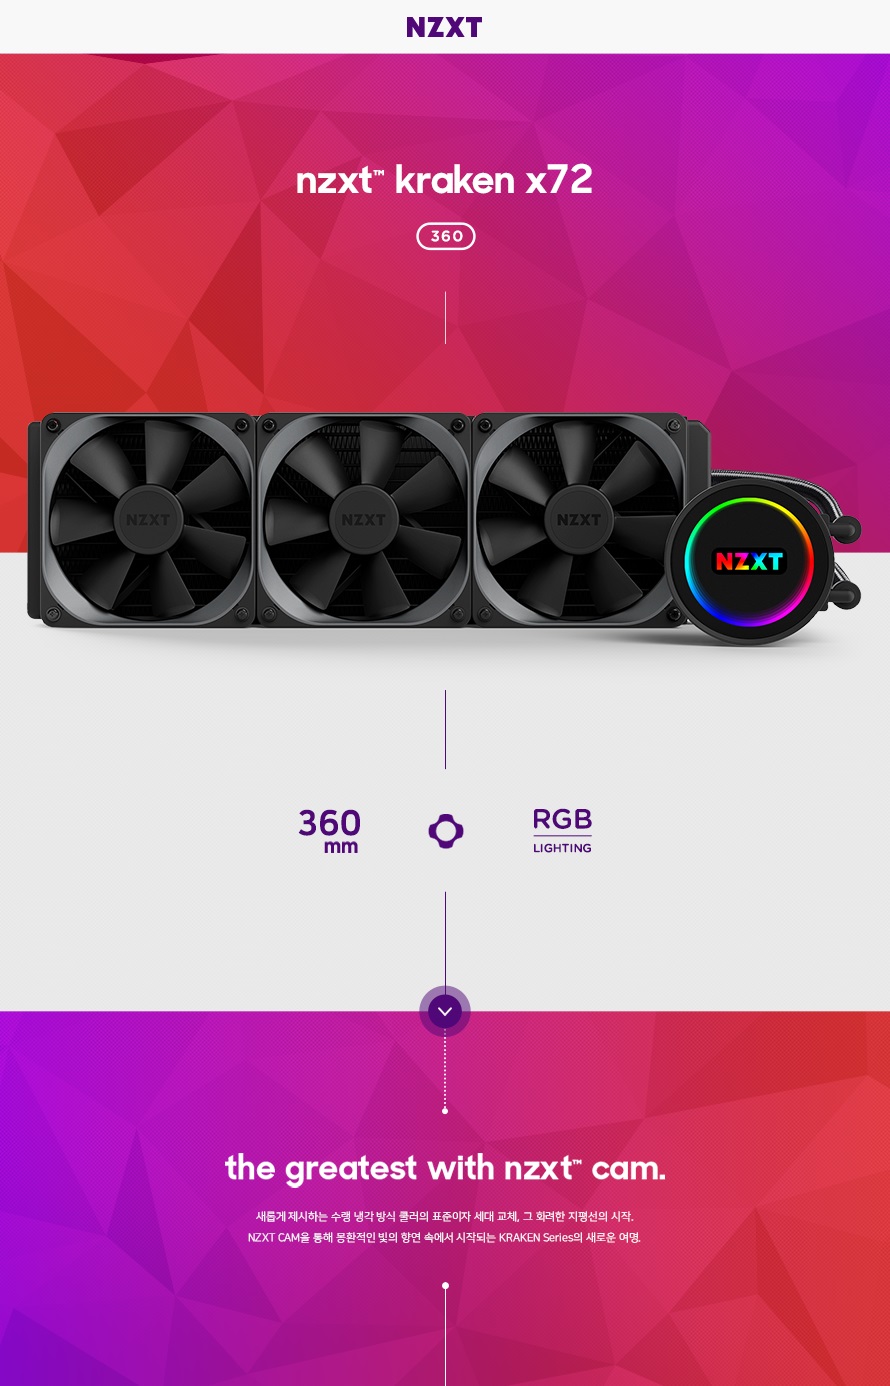 NZXT
nzxt™ kraken x72
360
NZXT
NZXT
NZXT
NZXT
360
mm
RGB
LIGHTING
the greatest with nzxt™ cam.
새롭게 제시하는 수랭 냉각 방식 쿨러의 표준이자 세대 교체, 그 화려한 지평선의 시작.
NZXT CAM을 통해 몽환적인 빛의 향연 속에서 시작되는 KRAKEN Series의 새로운 여명.